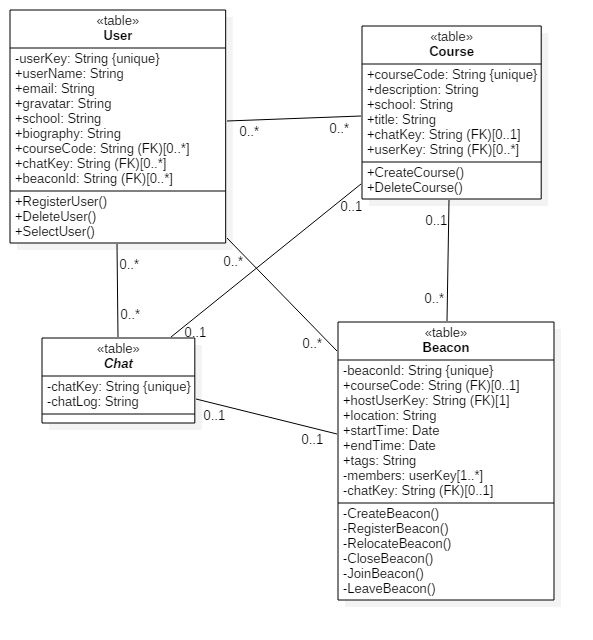 «table»
User
-userKey: String {unique}
+userName: String
+email: String
+gravatar: String
+school: String
+biography: String
+courseCode: String (FK)[0..*]
+chatKey: String (FK)[0..*]
+beaconId: String (FK)[0..*]
+RegisterUser()
+DeleteUser()
+SelectUser()
«table»
Course
+courseCode: String {unique}
+description: String
+school: String
+title: String
+chatKey: String (FK)[0..1]
+userKey: String (FK)[0..*]
+CreateCourse()
+DeleteCourse()
0..*
0..*
0..1
0..1
0..*
0..*
0..*
0..*
0..*
0..1
0..1
0..1
«table»
Chat
-chatKey: String {unique}
-chatLog: String
«table»
Beacon
-beaconId: String {unique}
+courseCode: String (FK)[0..1]
+hostUserKey: String (FK)[1]
+location: String
+startTime: Date
+endTime: Date
+tags: String
-members: userKey[1..*]
-chatKey: String (FK)[0..1]
-CreateBeacon()
-RegisterBeacon()
-RelocateBeacon()
-CloseBeacon()
-JoinBeacon()
-LeaveBeacon()